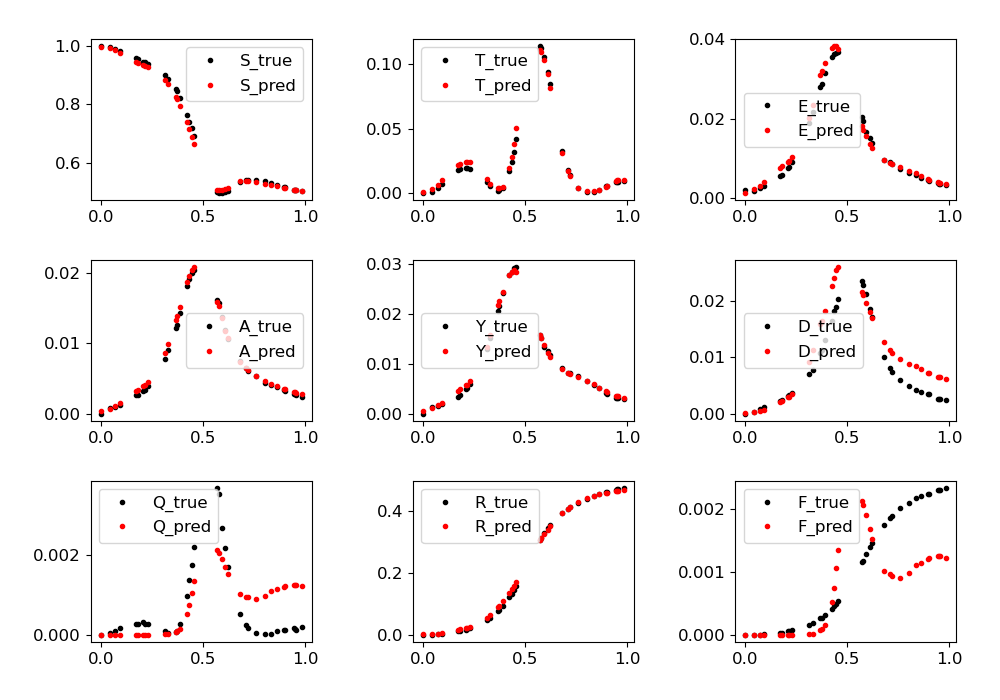 1.0
0.8
0.6
0.0 0.5 1.0
S_true
S_pred
0.10
0.05
0.00
0.0 0.5 1.0
T_true
T_pred
0.04
0.02
0.00
0.0 0.5 1.0
E_true
E_pred
0.02
0.01
0.00
0.0 0.5 1.0
A_true
A_pred
0.03
0.02
0.01
0.00
0.0 0.5 1.0
Y_true
Y_pred
0.02
0.01
0.00
0.0 0.5 1.0
D_true
D_pred
0.002
0.000
0.0 0.5 1.0
Q_true
Q_pred
0.4
0.2
0.0
0.0 0.5 1.0
R_true
R_pred
0.002
0.001
0.000
0.0 0.5 1.0
F_true
F_pred